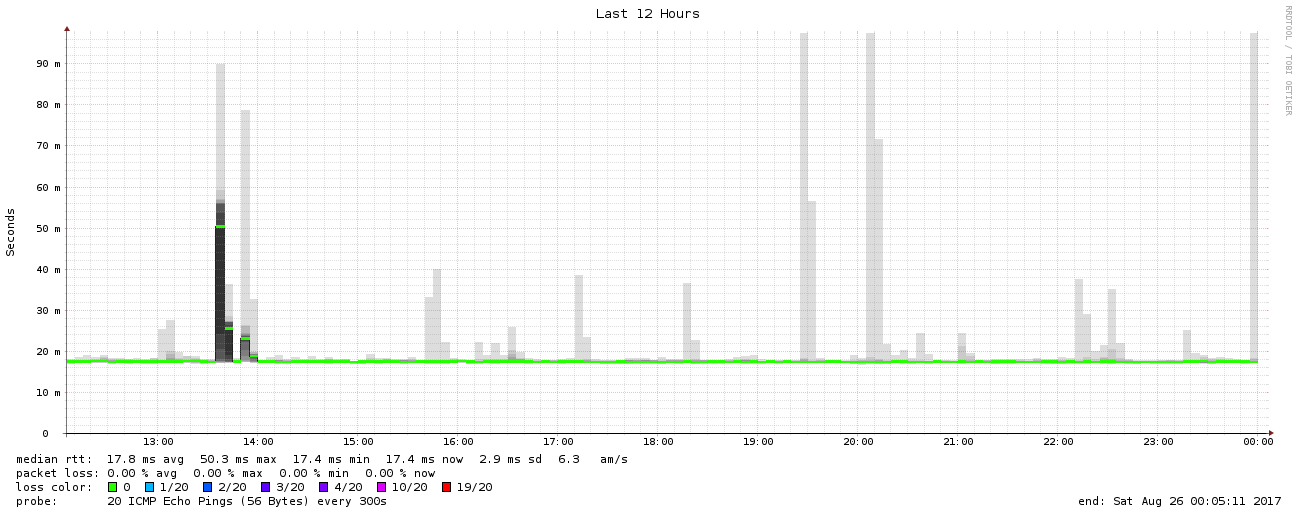 Last 12 Hours
RRDTOOL / TOBI OETIKER
Seconds
90 m
80 m
70 m
60 m
50 m
40 m
30 m
20 m
10 m
0
13:00 14:00 15:00 16:00 17:00 18:00 19:00 20:00 21:00 22:00 23:00 00:00
median rtt: 17.8 ms avg 50.3 ms max 17.4 ms min 17.4 ms now 2.9 ms sd 6.3 am/s
packet loss: 0.00 % avg 0.00 % max 0.00 % min 0.00 % now
loss color: 0 1/20 2/20 3/20 4/20 10/20 19/20
probe: 20 ICMP Echo Pings (56 Bytes) every 300s end: Sat Aug 26 00:05:11 2017